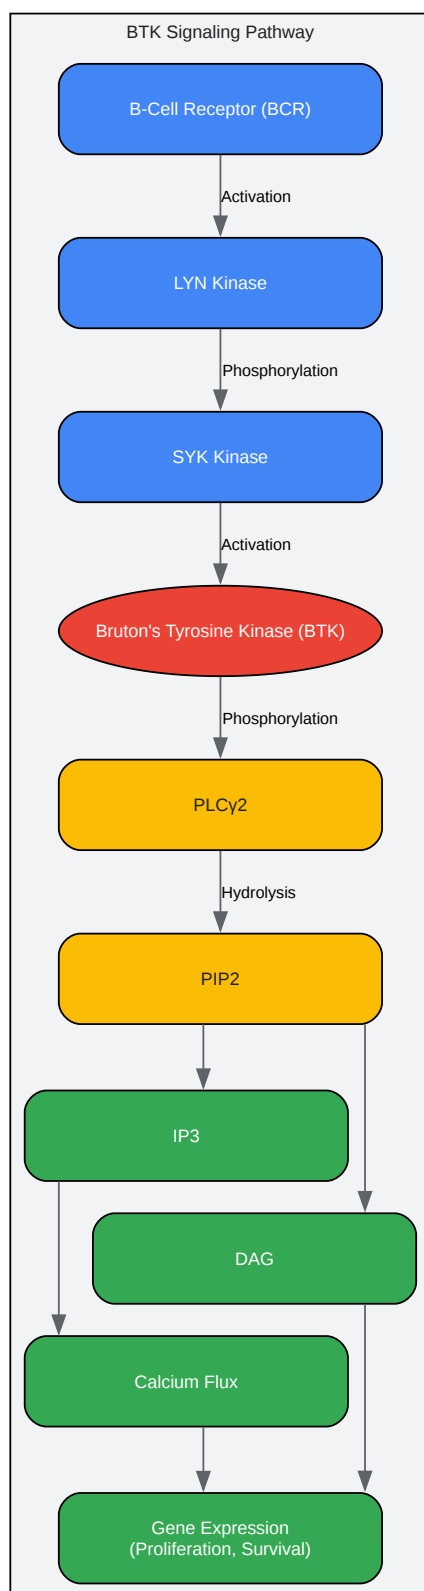 BTK Signaling Pathway
B-Cell Receptor (BCR)
Activation
LYN Kinase
Phosphorylation
SYK Kinase
Activation
Bruton's Tyrosine Kinase (BTK)
Phosphorylation
PLCγ2
Hydrolysis
PIP2
IP3
DAG
Calcium Flux
Gene Expression
(Proliferation, Survival)